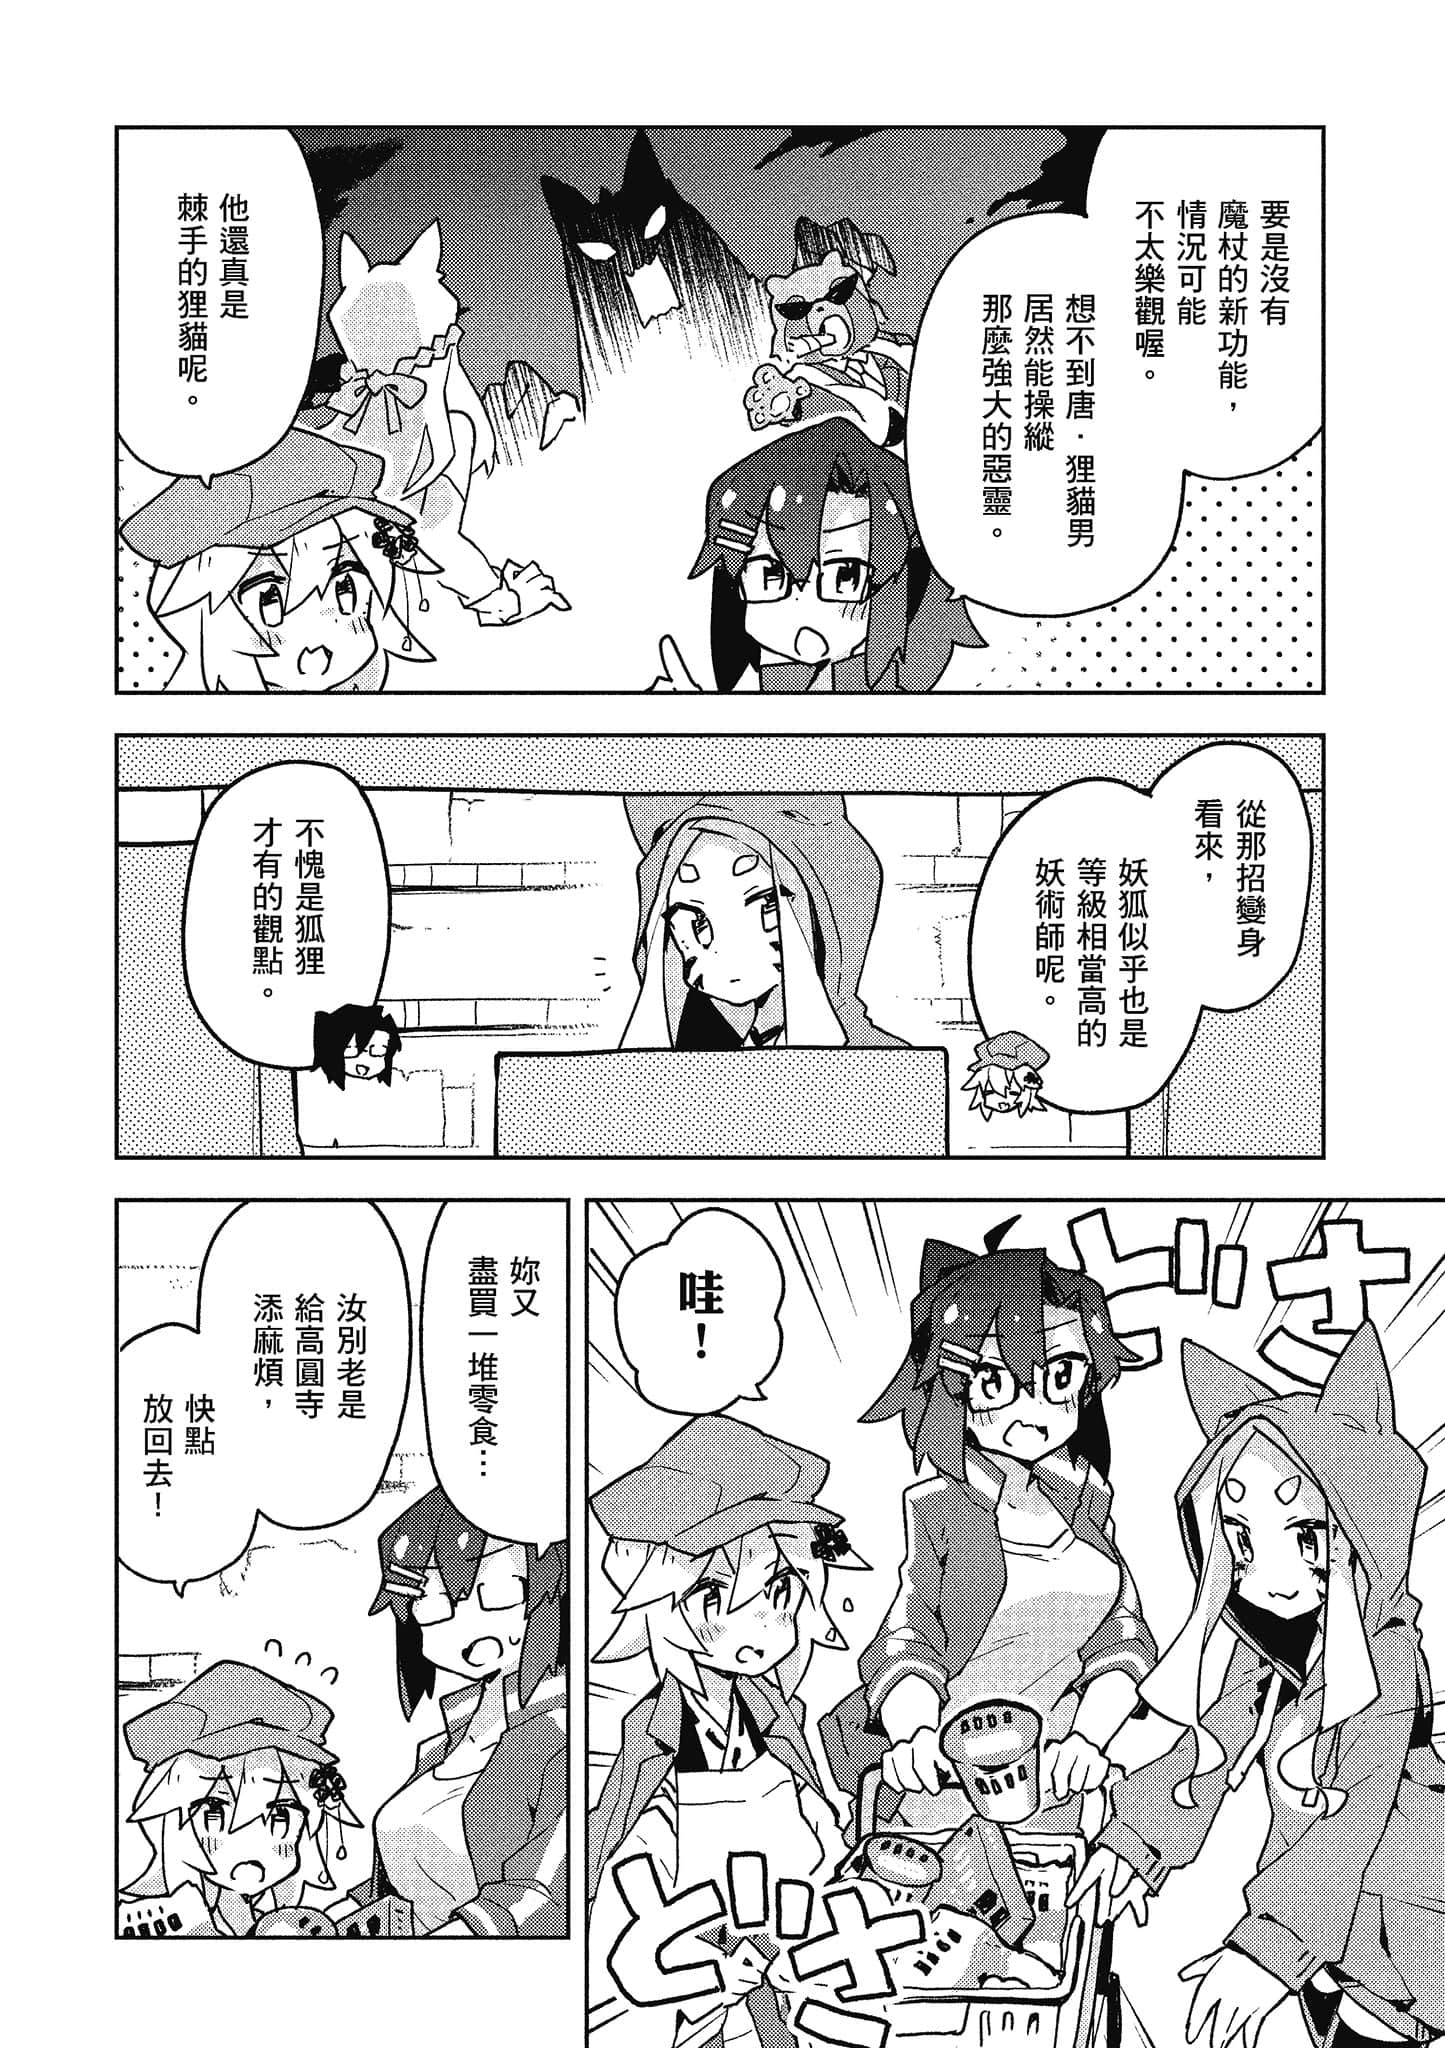 要是沒有
魔杖的新功能，
情況可能
不太樂觀喔。
想不到唐·狸貓男
居然能操縱
那麼強大的惡靈。
他還真是
棘手的狸貓呢。
從那招變身
看來，
妖狐似乎也是
等級相當高的
妖術師呢。
不愧是狐狸
才有的觀點。
どさーっ
哇！
どさーっ
妳又
盡買一堆零食…
汝別老是
給高圓寺
添麻煩，
快點
放回去！